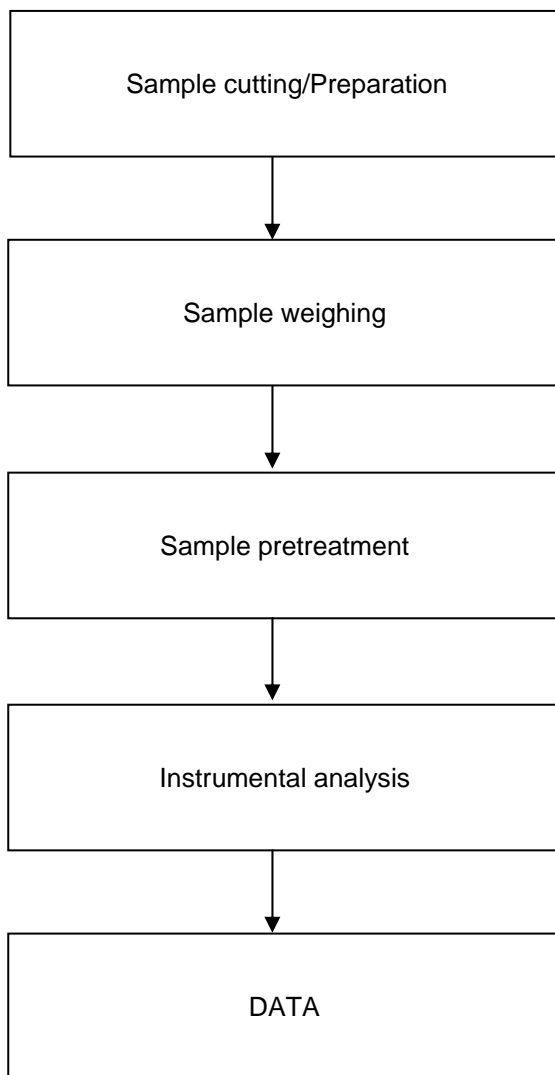 Sample cutting/Preparation
Sample weighing
Sample pretreatment
Instrumental analysis
DATA